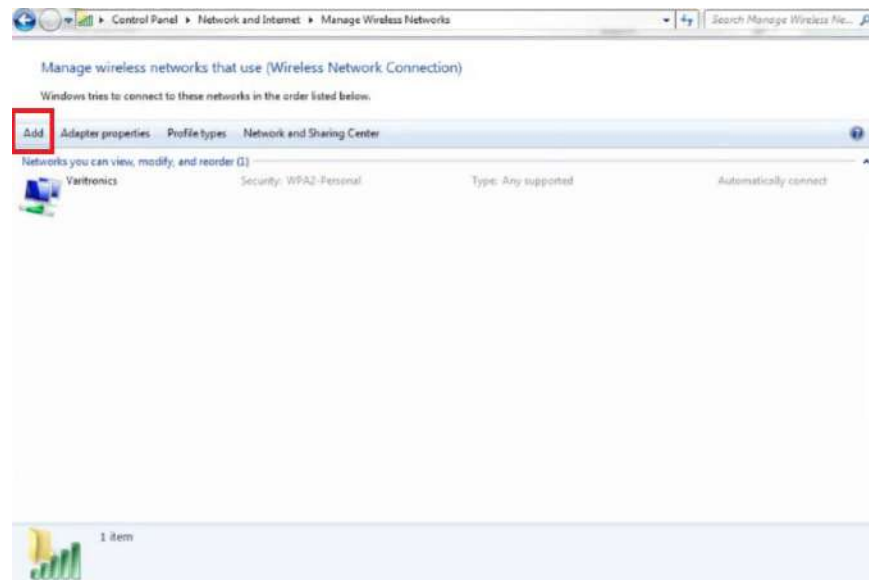 Control Panel ▸ Network and Internet ▸ Manage Wireless Networks
Search Manage Wireless Ne...
Manage wireless networks that use (Wireless Network Connection)
Windows tries to connect to these networks in the order listed below.
Add Adapter properties Profile types Network and Sharing Center
Networks you can view, modify, and reorder (1)
Varitronics Security: WPA2-Personal Type: Any supported Automatically connect
1 item